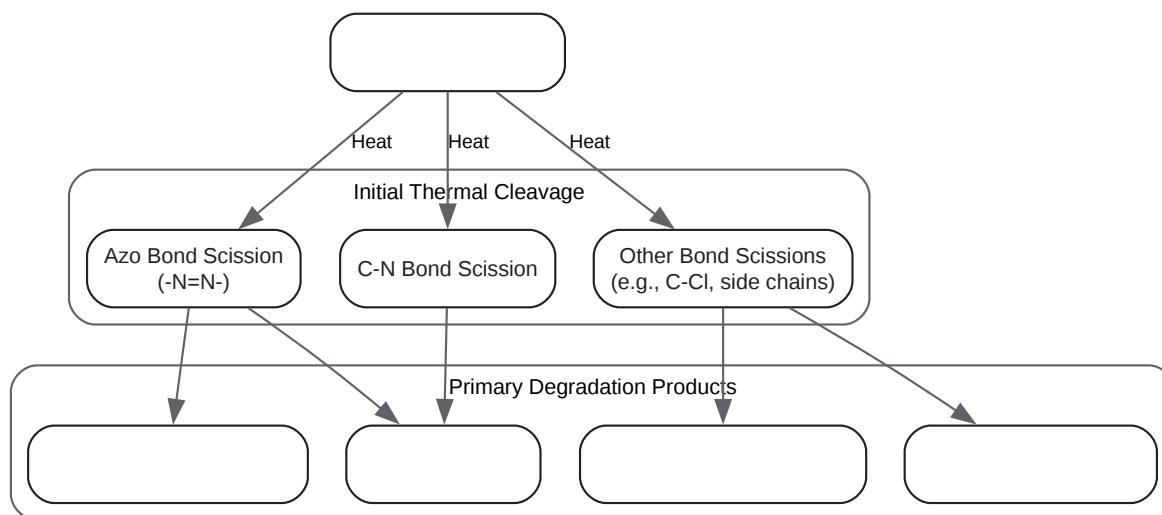 Heat
Heat
Heat
Initial Thermal Cleavage
Azo Bond Scission
(-N=N-)
C-N Bond Scission
Other Bond Scissions
(e.g., C-Cl, side chains)
Primary Degradation Products